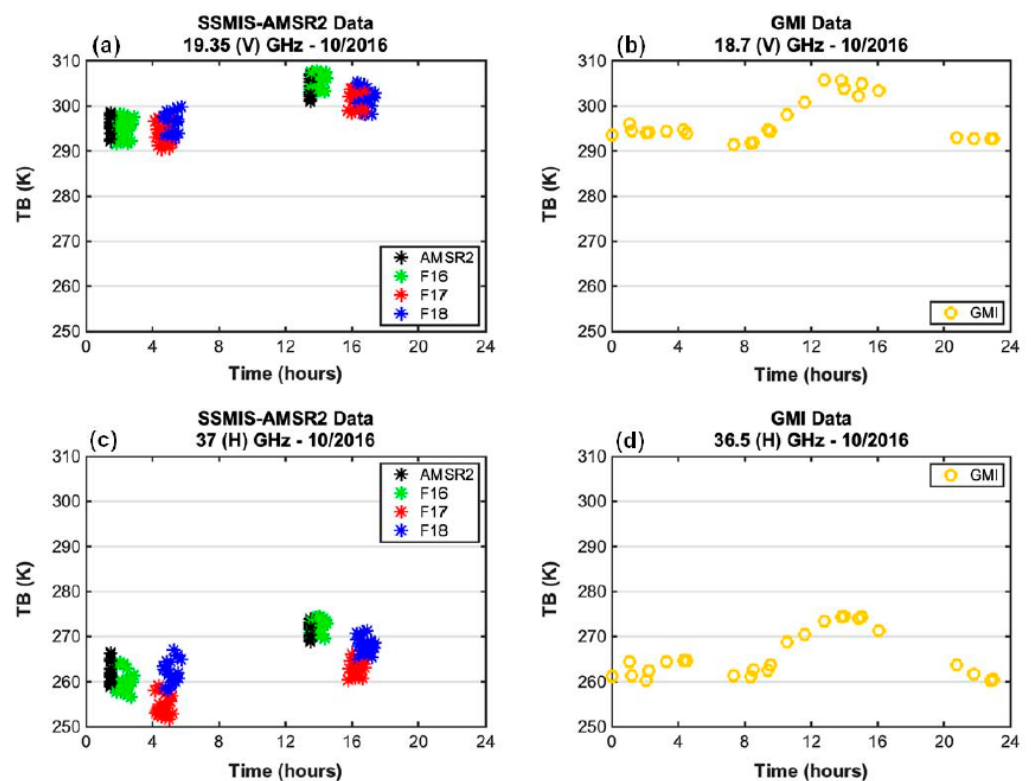 (a)
SSMIS-AMSR2 Data
19.35 (V) GHz - 10/2016
310
300
290
280
270
260
250
TB (K)
AMSR2
F16
F17
F18
0 4 8 12 16 20 24
Time (hours)
(b)
GMI Data
18.7 (V) GHz - 10/2016
310
300
290
280
270
260
250
TB (K)
GMI
0 4 8 12 16 20 24
Time (hours)
(c)
SSMIS-AMSR2 Data
37 (H) GHz - 10/2016
310
300
290
280
270
260
250
TB (K)
AMSR2
F16
F17
F18
0 4 8 12 16 20 24
Time (hours)
(d)
GMI Data
36.5 (H) GHz - 10/2016
310
300
290
280
270
260
250
TB (K)
GMI
0 4 8 12 16 20 24
Time (hours)